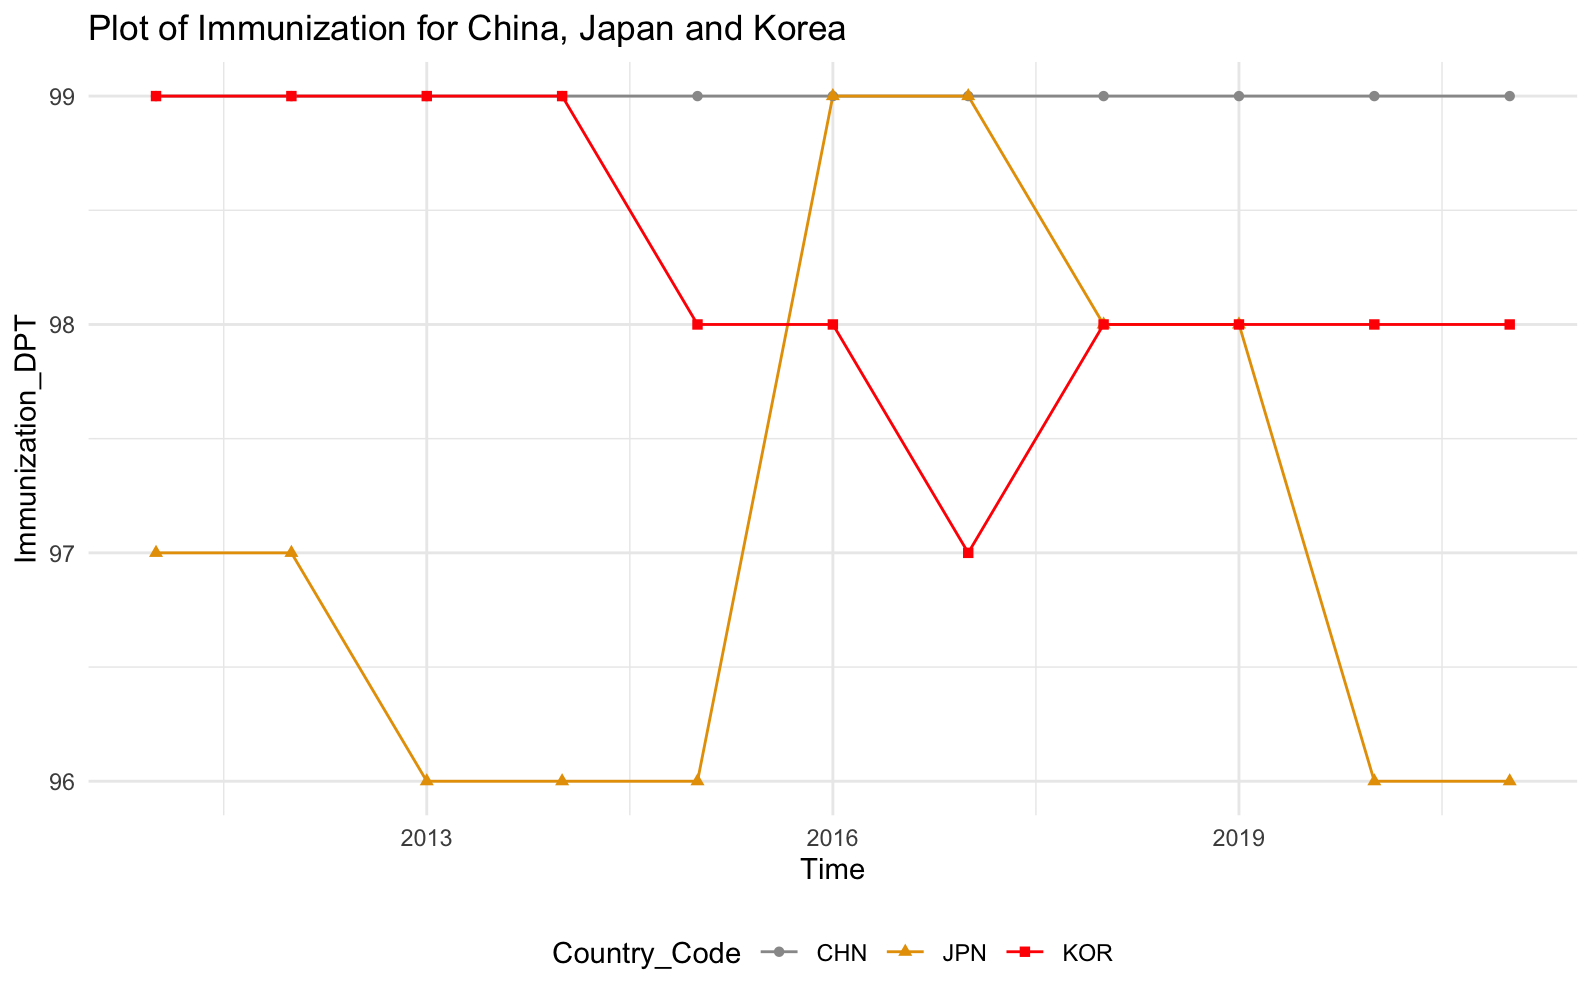 Plot of Immunization for China, Japan and Korea
Immunization_DPT
99
98
97
96
2013 2016 2019
Time
Country_Code CHN JPN KOR